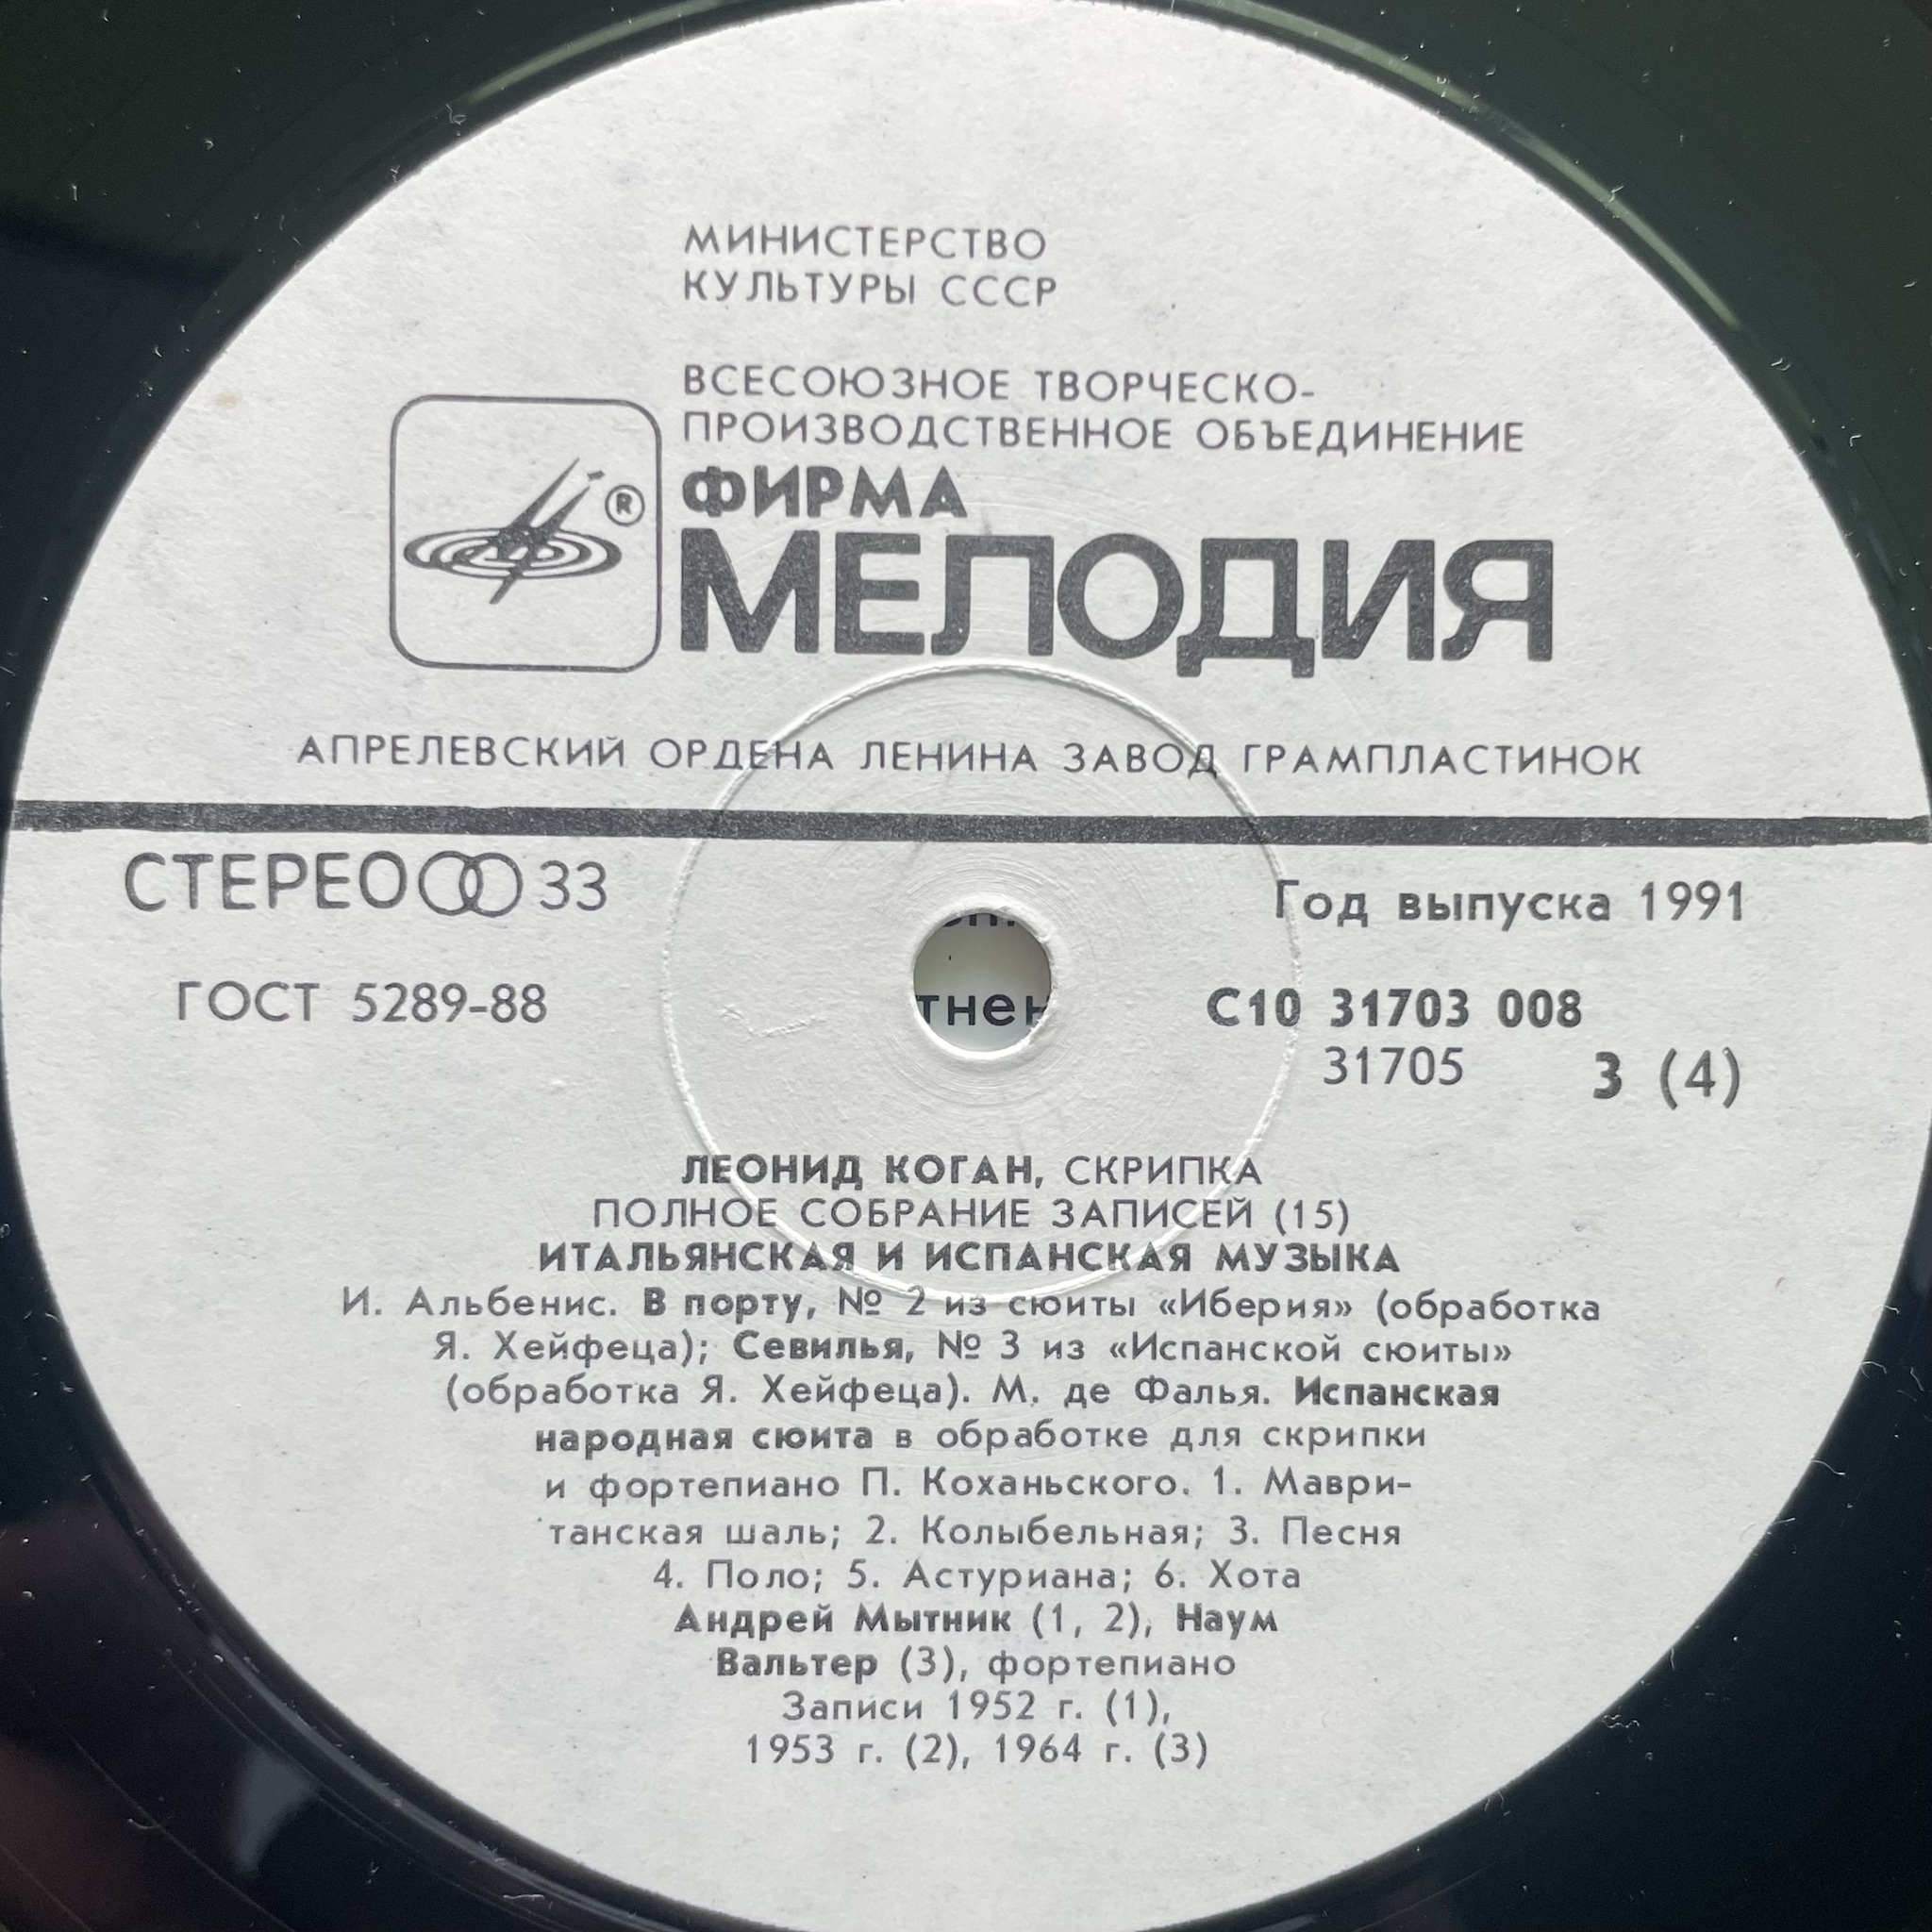 МИНИСТЕРСТВО
КУЛЬТУРЫ СССР
ВСЕСОЮЗНОЕ ТВОРЧЕСКО-
ПРОИЗВОДСТВЕННОЕ ОБЪЕДИНЕНИЕ
®
ФИРМА
МЕЛОДИЯ
АПРЕЛЕВСКИЙ ОРДЕНА ЛЕНИНА ЗАВОД ГРАМПЛАСТИНОК
СТЕРЕО 33
Год выпуска 1991
ГОСТ 5289-88
С10 31703 008
31705 3 (4)
ЛЕОНИД КОГАН, СКРИПКА
ПОЛНОЕ СОБРАНИЕ ЗАПИСЕЙ (15)
ИТАЛЬЯНСКАЯ И ИСПАНСКАЯ МУЗЫКА
И. Альбенис. В порту, № 2 из сюиты «Иберия» (обработка
Я. Хейфеца); Севилья, № 3 из «Испанской сюиты»
(обработка Я. Хейфеца). М. де Фалья. Испанская
народная сюита в обработке для скрипки
и фортепиано П. Коханьского. 1. Маври-
танская шаль; 2. Колыбельная; 3. Песня
4. Поло; 5. Астуриана; 6. Хота
Андрей Мытник (1, 2), Наум
Вальтер (3), фортепиано
Записи 1952 г. (1),
1953 г. (2), 1964 г. (3)